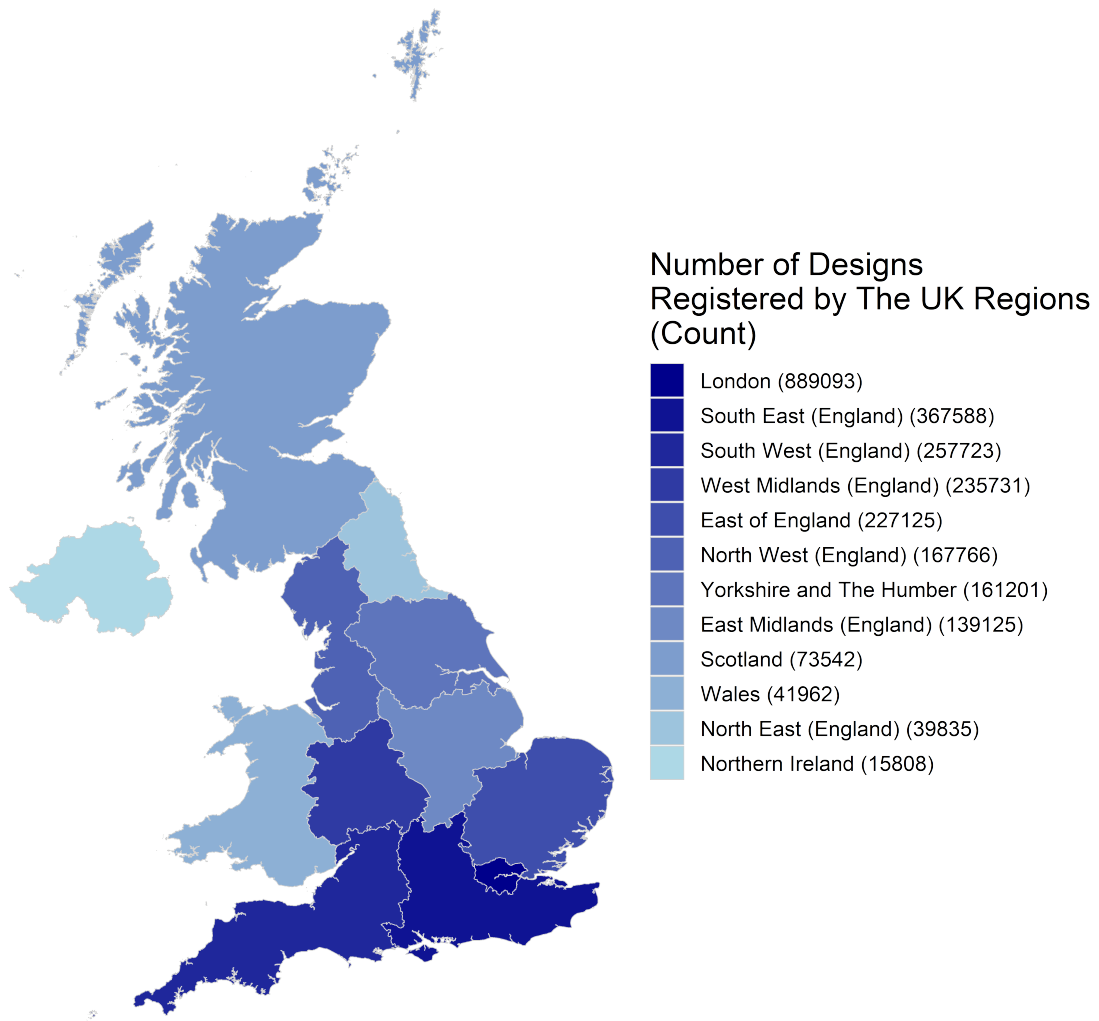 Number of Designs
Registered by The UK Regions
(Count)
London (889093)
South East (England) (367588)
South West (England) (257723)
West Midlands (England) (235731)
East of England (227125)
North West (England) (167766)
Yorkshire and The Humber (161201)
East Midlands (England) (139125)
Scotland (73542)
Wales (41962)
North East (England) (39835)
Northern Ireland (15808)